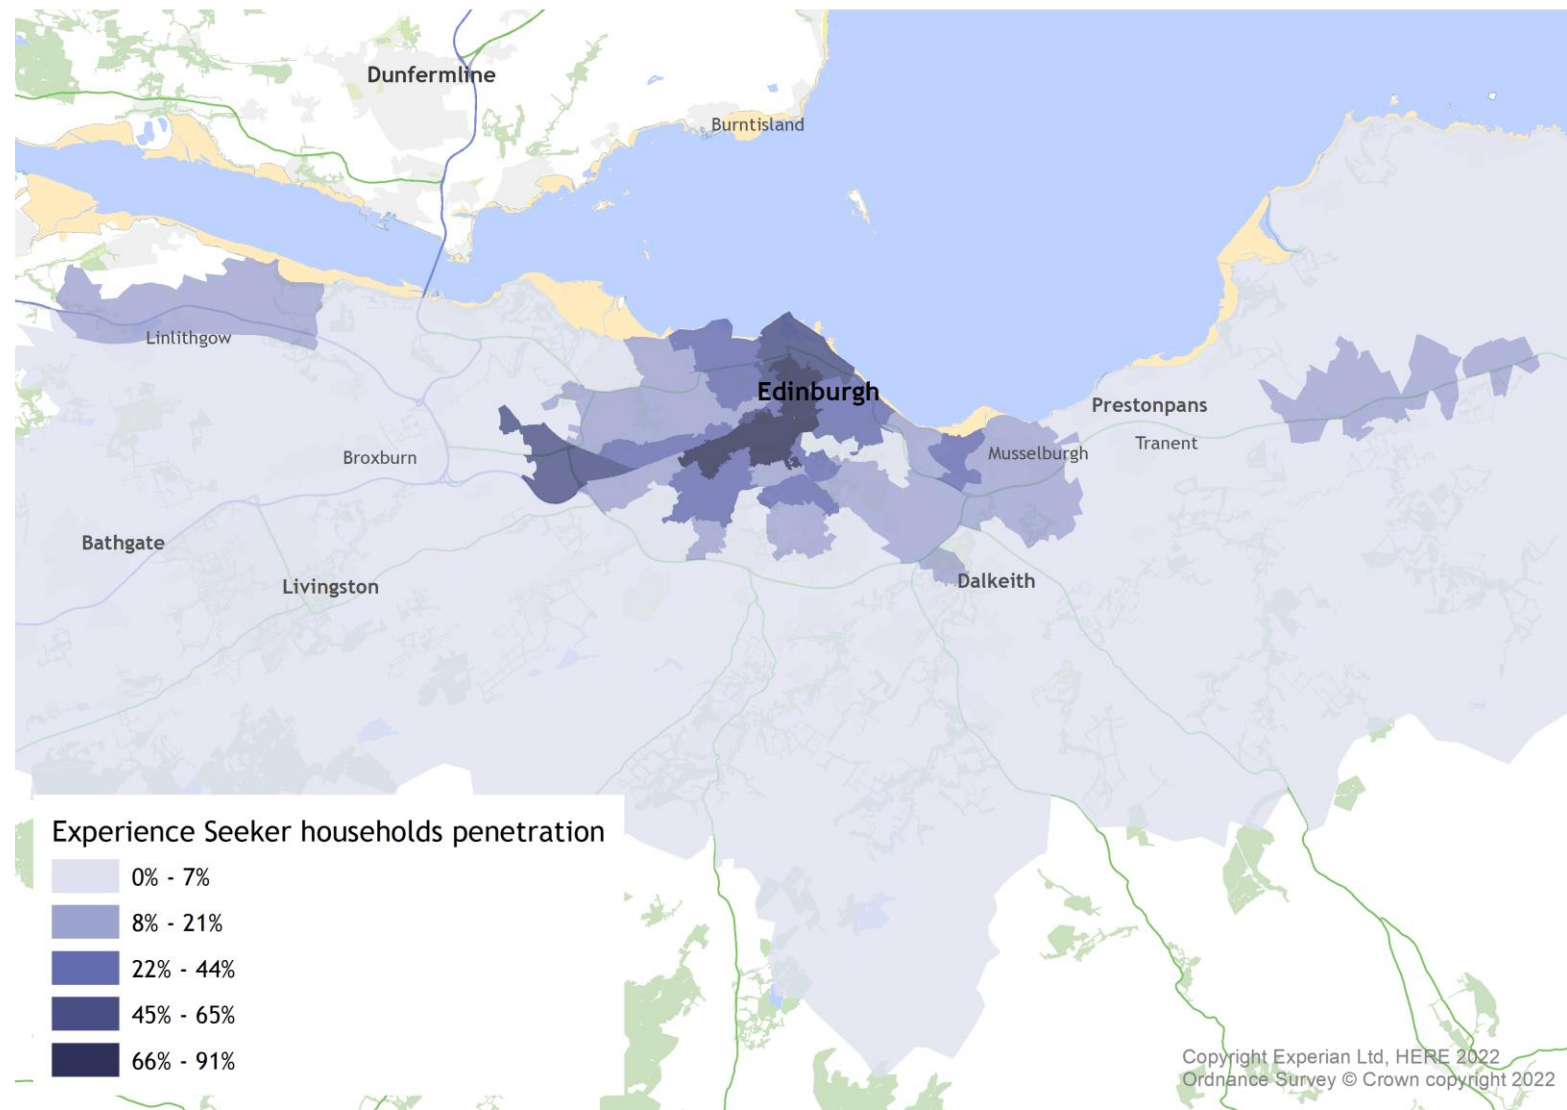 Dunfermline
Burntisland
Linlithgow
Edinburgh
Prestonpans
Tranent
Musselburgh
Broxburn
Bathgate
Livingston
Dalkeith
Experience Seeker households penetration
0% - 7%
8% - 21%
22% - 44%
45% - 65%
66% - 91%
Copyright Experian Ltd, HERE 2022
Ordnance Survey © Crown copyright 2022